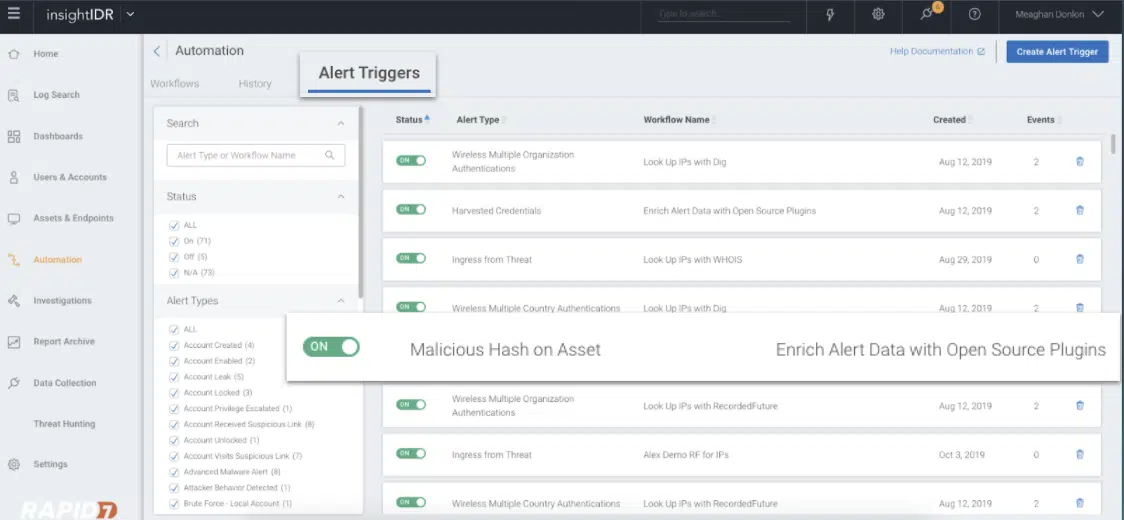 insightIDR
Type to search...
4
Meaghan Donlon
Home
Log Search
Dashboards
Users & Accounts
Assets & Endpoints
Automation
Investigations
Report Archive
Data Collection
Threat Hunting
Settings
RAPID7
Automation
Help Documentation
Create Alert Trigger
Workflows
History
Alert Triggers
Search
Alert Type or Workflow Name
Status
ALL
On (71)
Off (5)
N/A (73)
Alert Types
ALL
Account Created (4)
Account Enabled (2)
Account Leak (5)
Account Locked (3)
Account Privilege Escalated (1)
Account Received Suspicious Link (8)
Account Unlocked (1)
Account Visits Suspicious Link (7)
Advanced Malware Alert (8)
Attacker Behavior Detected (1)
Brute Force - Local Account (1)
Status Alert Type Workflow Name Created Events
ON Wireless Multiple Organization
Authentications Look Up IPs with Dig Aug 12, 2019 2
ON Harvested Credentials Enrich Alert Data with Open Source Plugins Aug 12, 2019 2
ON Ingress from Threat Look Up IPs with WHOIS Aug 29, 2019 0
ON Wireless Multiple Country Authentications Look Up IPs with Dig Aug 12, 2019 2
ON Malicious Hash on Asset Enrich Alert Data with Open Source Plugins
ON Wireless Multiple Organization
Authentications Look Up IPs with RecordedFuture Aug 12, 2019 2
ON Ingress from Threat Alex Demo RF for IPs Oct 3, 2019 0
ON Wireless Multiple Country Authentications Look Up IPs with RecordedFuture Aug 12, 2019 2